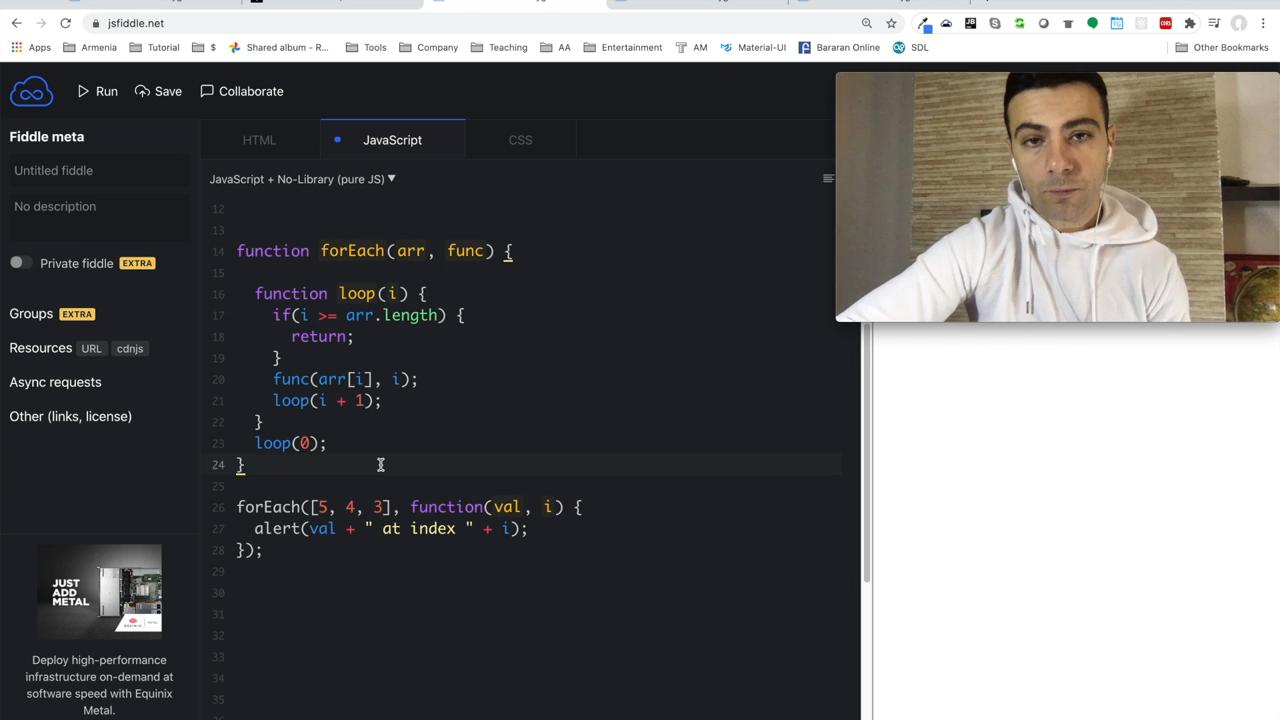 jsfiddle.net
Apps Armenia Tutorial $ Shared album - R... Tools Company Teaching AA Entertainment AM Material-UI Bararan Online SDL Other Bookmarks
Run Save Collaborate
Fiddle meta
Untitled fiddle
No description
Private fiddle EXTRA
Groups EXTRA
Resources URL cdnjs
Async requests
Other (links, license)
JUST
ADD
METAL
Deploy high-performance
infrastructure on-demand at
software speed with Equinix
Metal.
HTML JavaScript CSS
JavaScript + No-Library (pure JS) ▼
12
13
14 function forEach(arr, func) {
15
16 function loop(i) {
17 if(i >= arr.length) {
18 return;
19 }
20 func(arr[i], i);
21 loop(i + 1);
22 }
23 loop(0);
24 }
25
26 forEach([5, 4, 3], function(val, i) {
27 alert(val + " at index " + i);
28 });
29
30
31
32
33
34
35